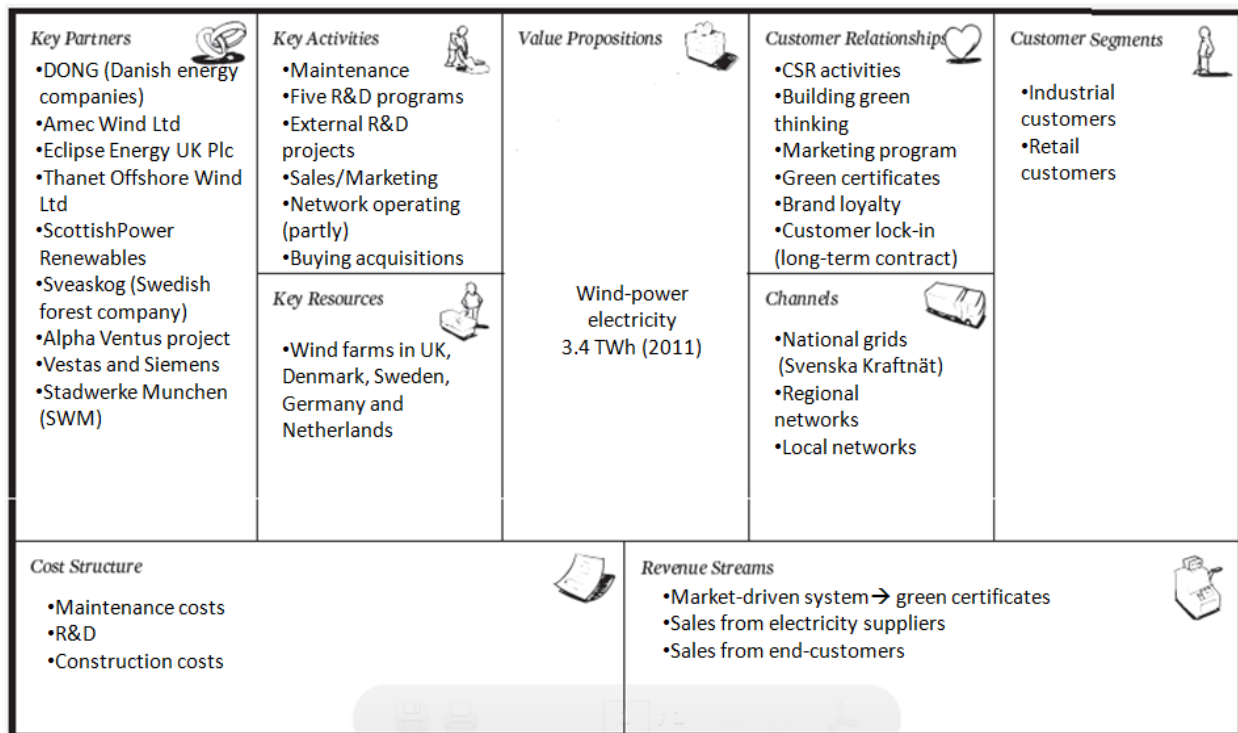 Key Partners
•DONG (Danish energy
companies)
•Amec Wind Ltd
•Eclipse Energy UK Plc
•Thanet Offshore Wind
Ltd
•ScottishPower
Renewables
•Sveaskog (Swedish
forest company)
•Alpha Ventus project
•Vestas and Siemens
•Stadwerke Munchen
(SWM)
Key Activities
•Maintenance
•Five R&D programs
•External R&D
projects
•Sales/Marketing
•Network operating
(partly)
•Buying acquisitions
Key Resources
•Wind farms in UK,
Denmark, Sweden,
Germany and
Netherlands
Value Propositions
Wind-power
electricity
3.4 TWh (2011)
Customer Relationships
•CSR activities
•Building green
thinking
•Marketing program
•Green certificates
•Brand loyalty
•Customer lock-in
(long-term contract)
Channels
•National grids
(Svenska Kraftnät)
•Regional
networks
•Local networks
Customer Segments
•Industrial
customers
•Retail
customers
Cost Structure
•Maintenance costs
•R&D
•Construction costs
Revenue Streams
•Market-driven system→ green certificates
•Sales from electricity suppliers
•Sales from end-customers